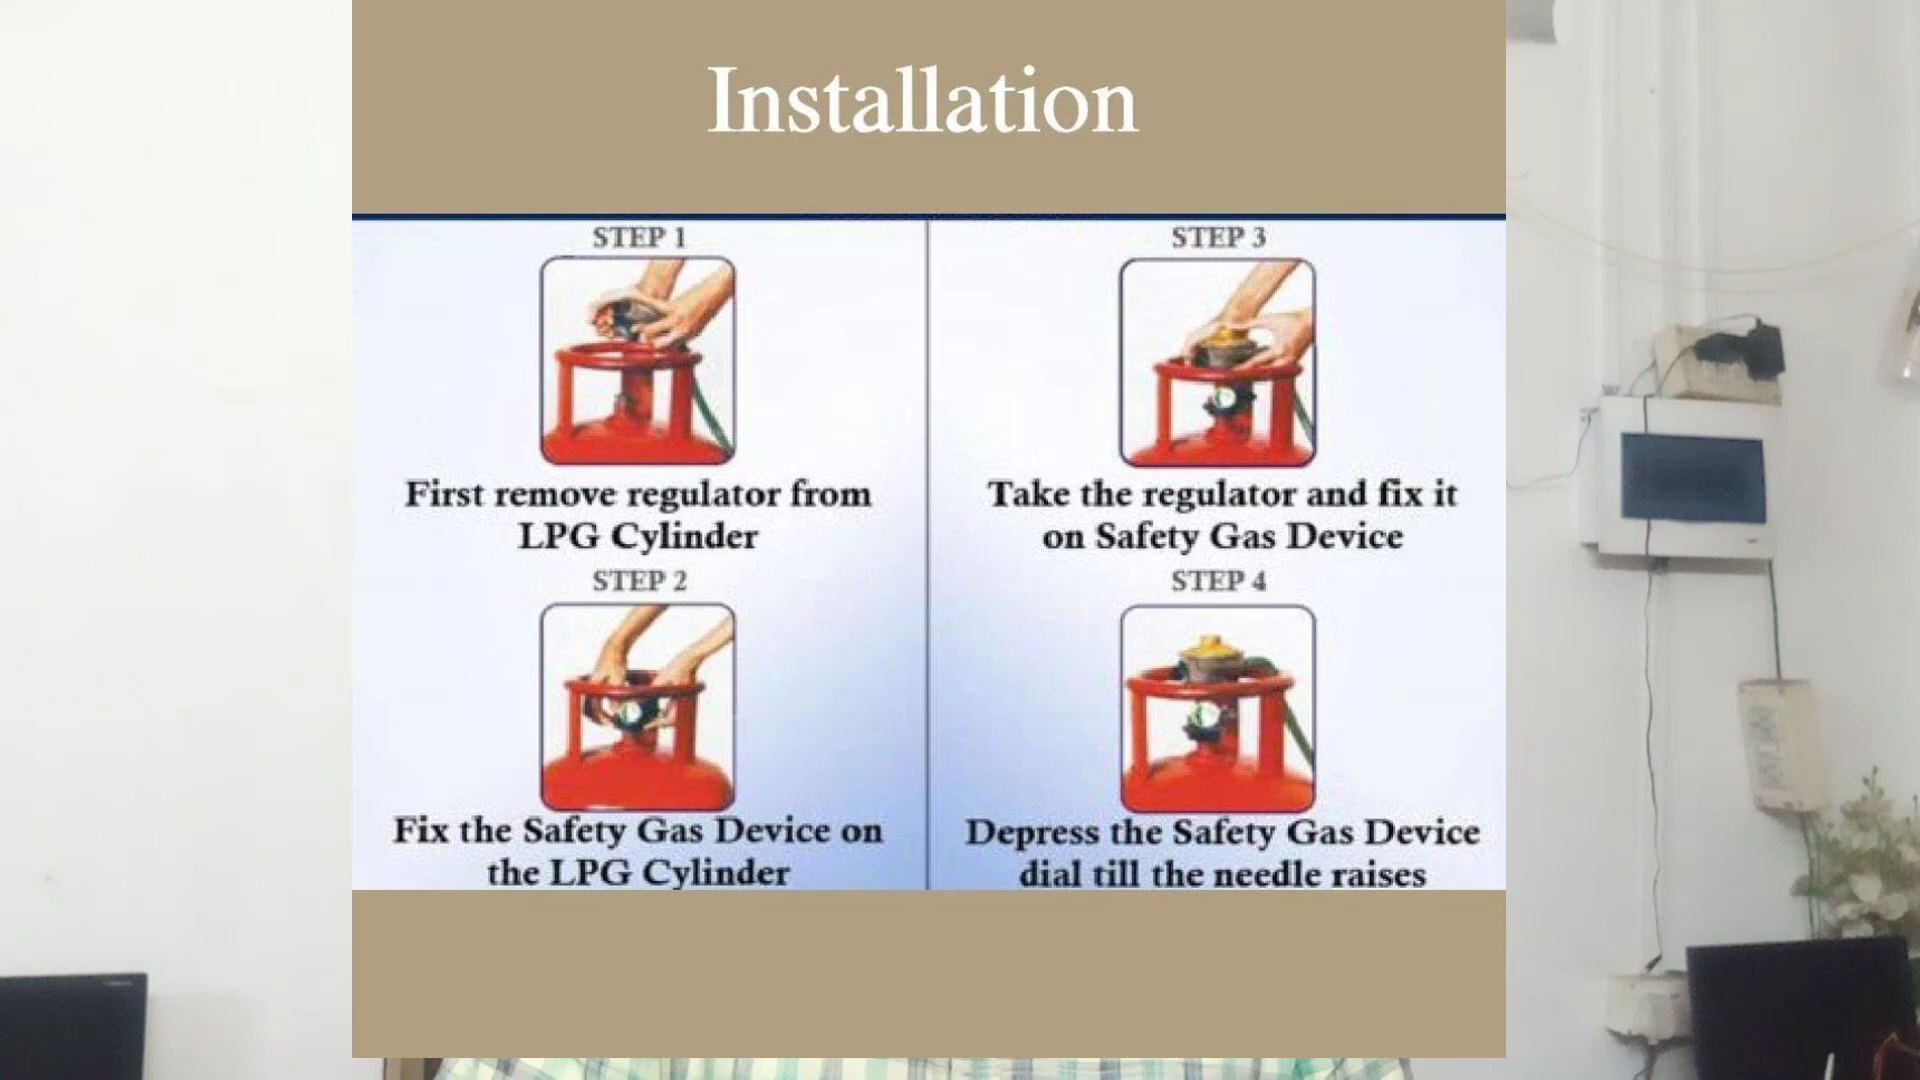 Installation
STEP 1
First remove regulator from
LPG Cylinder
STEP 2
Fix the Safety Gas Device on
the LPG Cylinder
STEP 3
Take the regulator and fix it
on Safety Gas Device
STEP 4
Depress the Safety Gas Device
dial till the needle raises